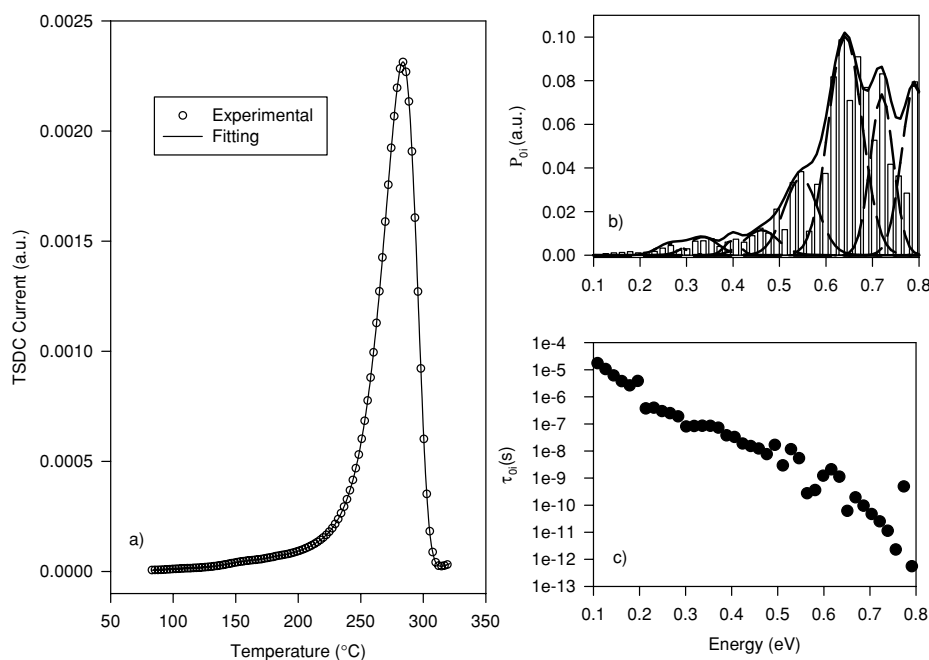 0.0025
0.0020
0.0015
0.0010
0.0005
0.0000
TSDC Current (a.u.)
Experimental
Fitting
a)
50 100 150 200 250 300 350
Temperature (°C)
0.10
0.08
0.06
0.04
0.02
0.00
P0i (a.u.)
b)
0.1 0.2 0.3 0.4 0.5 0.6 0.7 0.8
1e-4
1e-5
1e-6
1e-7
1e-8
1e-9
1e-10
1e-11
1e-12
1e-13
τ0i(s)
c)
0.1 0.2 0.3 0.4 0.5 0.6 0.7 0.8
Energy (eV)